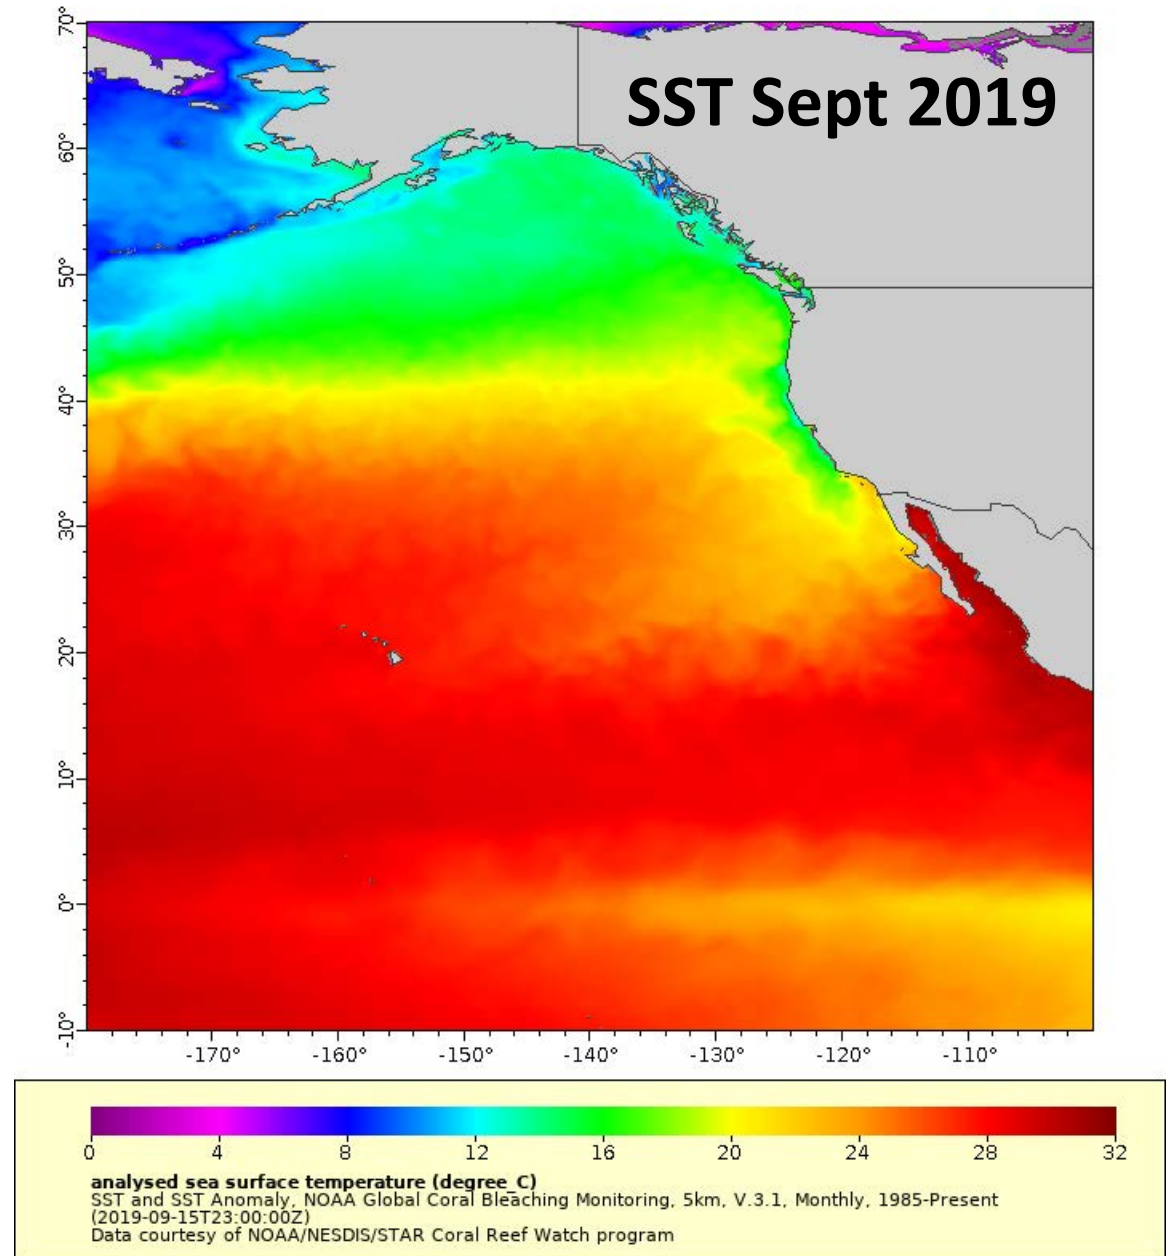 SST Sept 2019
70°
60°
50°
40°
30°
20°
10°
0°
-10°
-170° -160° -150° -140° -130° -120° -110°
0 4 8 12 16 20 24 28 32
analysed sea surface temperature (degree_C)
SST and SST Anomaly, NOAA Global Coral Bleaching Monitoring, 5km, V.3.1, Monthly, 1985-Present
(2019-09-15T23:00:00Z)
Data courtesy of NOAA/NESDIS/STAR Coral Reef Watch program